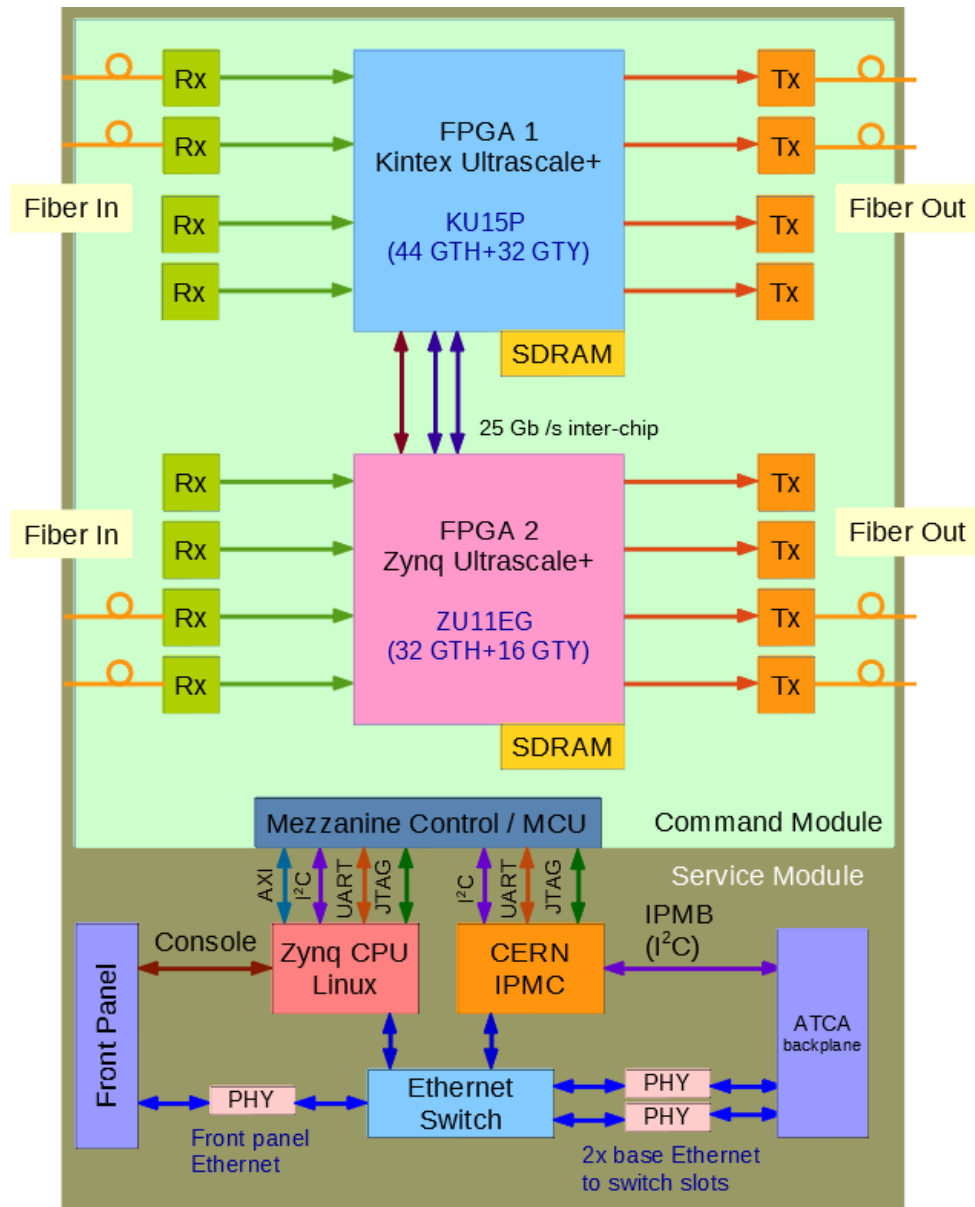 Rx
FPGA 1
Kintex Ultrascale+
Tx
Rx
Tx
Fiber In
Rx
KU15P
(44 GTH+32 GTY)
Tx
Fiber Out
Rx
Tx
SDRAM
25 Gb /s inter-chip
Rx
Tx
Fiber In
Rx
FPGA 2
Zynq Ultrascale+
Tx
Fiber Out
Rx
ZU11EG
(32 GTH+16 GTY)
Tx
Rx
Tx
SDRAM
Mezzanine Control / MCU
Command Module
AXI
I²C
UART
JTAG
I²C
UART
JTAG
Service Module
IPMB
(I²C)
Console
Zynq CPU
Linux
CERN
IPMC
Front Panel
ATCA
backplane
PHY
Ethernet
Switch
PHY
PHY
Front panel
Ethernet
2x base Ethernet
to switch slots